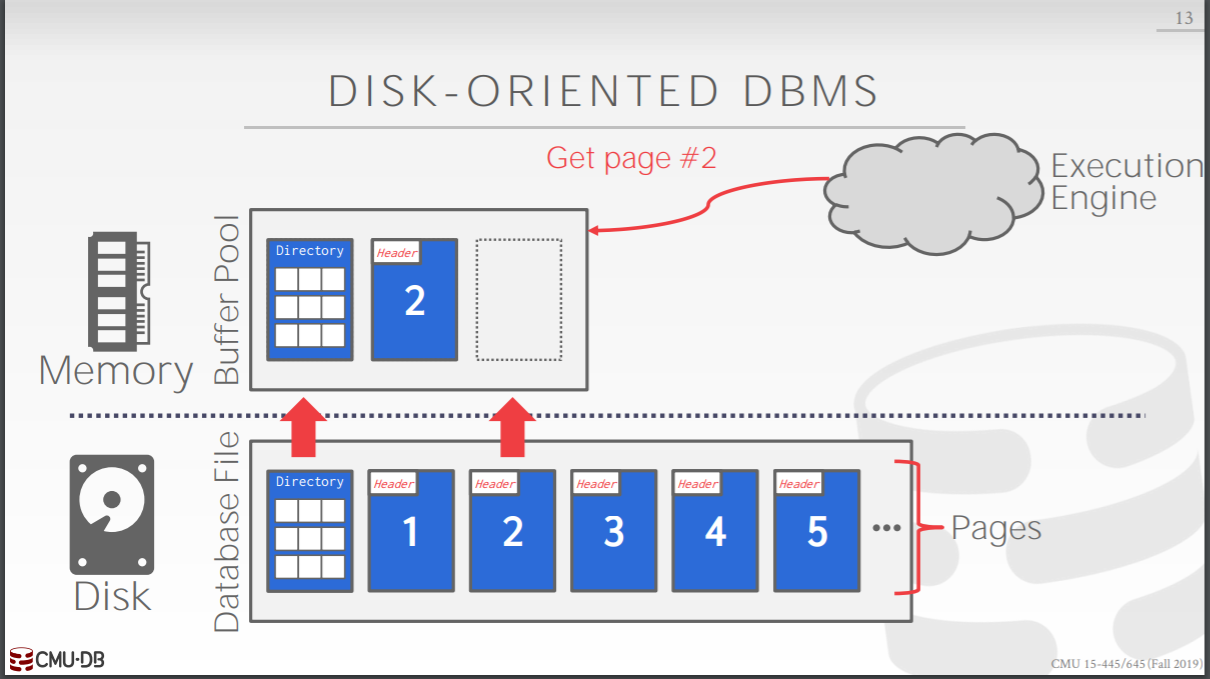 13
DISK-ORIENTED DBMS
Get page #2
Execution
Engine
Buffer Pool
Directory
Header
2
Memory
Database File
Directory
Header
1
Header
2
Header
3
Header
4
Header
5
...
Pages
Disk
CMU·DB
CMU 15-445/645 (Fall 2019)